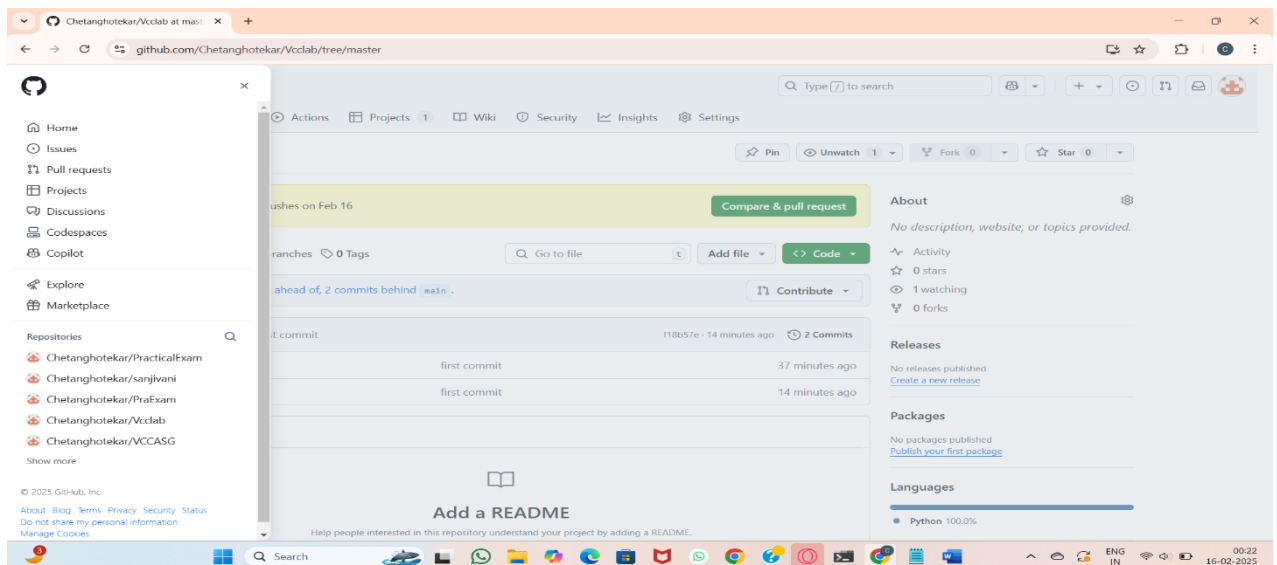 Chetanghotekar/Vcclab at mast
github.com/Chetanghotekar/Vcclab/tree/master
Type / to search
Home
Issues
Pull requests
Projects
Discussions
Codespaces
Copilot
Explore
Marketplace
Repositories
Chetanghotekar/PracticalExam
Chetanghotekar/sanjivani
Chetanghotekar/PraExam
Chetanghotekar/Vcclab
Chetanghotekar/VCCASG
Show more
© 2025 GitHub, Inc.
About Blog Terms Privacy Security Status
Do not share my personal information
Manage Cookies
Actions Projects 1 Wiki Security Insights Settings
Pin Unwatch 1 Fork 0 Star 0
ushes on Feb 16 Compare & pull request
ranches 0 Tags Go to file t Add file <> Code
ahead of, 2 commits behind main . Contribute
t commit f18b57e · 14 minutes ago 2 Commits
first commit 37 minutes ago
first commit 14 minutes ago
Add a README
Help people interested in this repository understand your project by adding a README.
About
No description, website, or topics provided.
Activity
0 stars
1 watching
0 forks
Releases
No releases published
Create a new release
Packages
No packages published
Publish your first package
Languages
Python 100.0%
3 Search ENG IN 00:22 16-02-2025